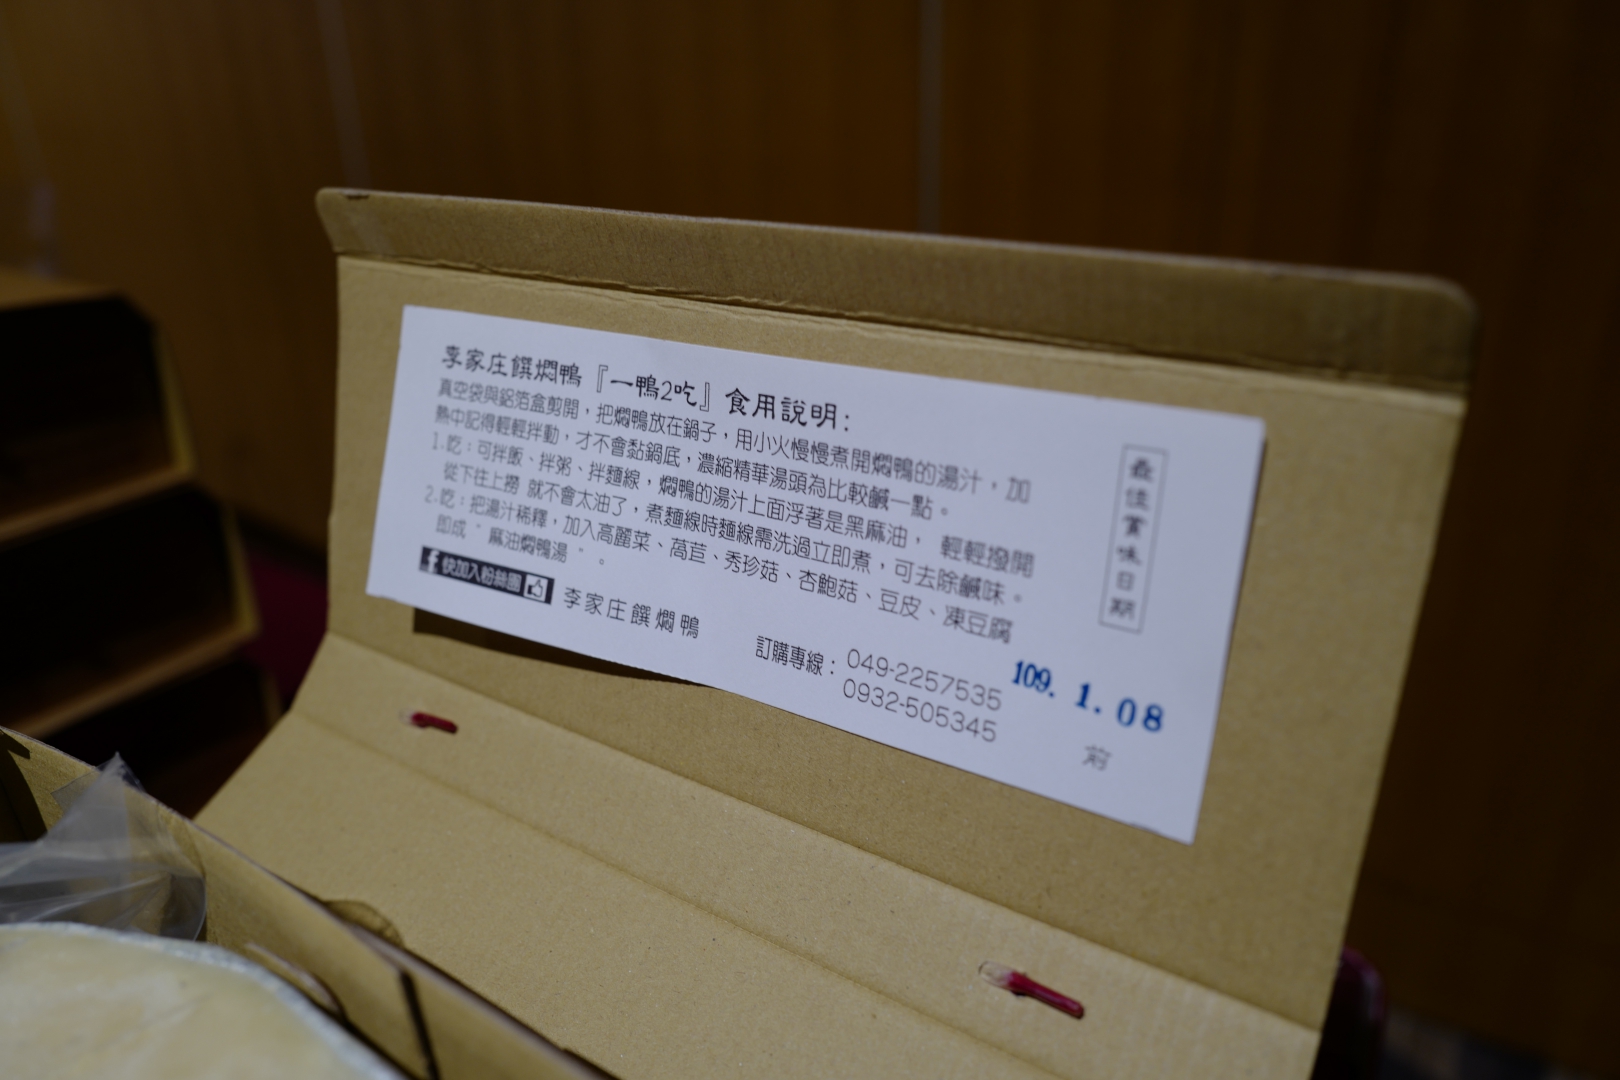 李家庄饌燜鴨『一鴨2吃』食用說明：
真空袋與鋁箔盒剪開，把燜鴨放在鍋子，用小火慢慢煮開燜鴨的湯汁，加
熱中記得輕輕拌動，才不會黏鍋底，濃縮精華湯頭為比較鹹一點。
1.吃：可拌飯、拌粥、拌麵線，燜鴨的湯汁上面浮著是黑麻油， 輕輕撥開
從下往上撈 就不會太油了，煮麵線時麵線需洗過立即煮，可去除鹹味。
2.吃：把湯汁稀釋，加入高麗菜、萵苣、秀珍菇、杏鮑菇、豆皮、凍豆腐
即成〝麻油燜鴨湯〞。
快加入粉絲團 李家庄饌燜鴨
訂購專線：049-2257535
0932-505345
最佳賞味日期
109. 1. 08
前